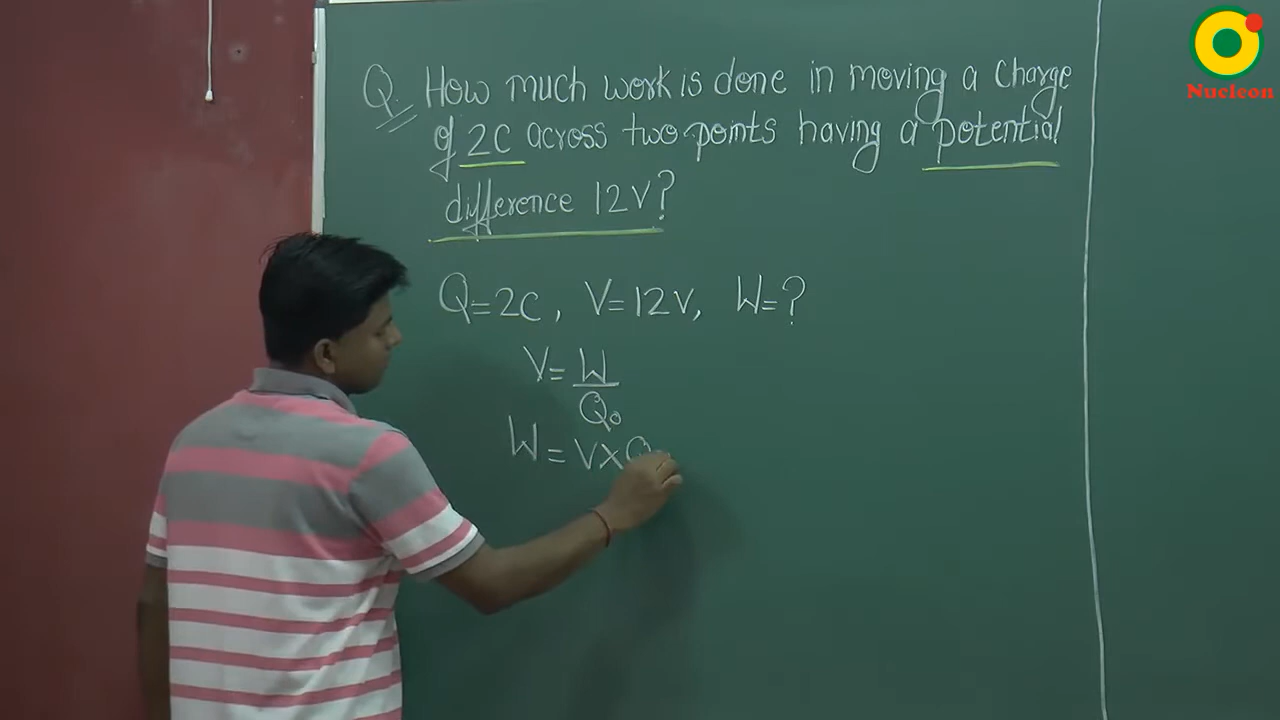 Nucleon
Q. How much work is done in moving a charge
of 2C across two points having a potential
difference 12V?
Q=2C, V=12V, W=?
V=W/Q₀
W=V×Q